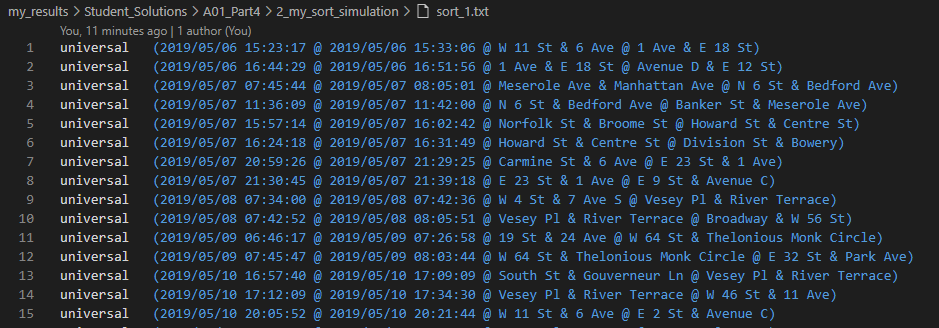 my_results > Student_Solutions > A01_Part4 > 2_my_sort_simulation > sort_1.txt
You, 11 minutes ago | 1 author (You)
1 universal (2019/05/06 15:23:17 @ 2019/05/06 15:33:06 @ W 11 St & 6 Ave @ 1 Ave & E 18 St)
2 universal (2019/05/06 16:44:29 @ 2019/05/06 16:51:56 @ 1 Ave & E 18 St @ Avenue D & E 12 St)
3 universal (2019/05/07 07:45:44 @ 2019/05/07 08:05:01 @ Meserole Ave & Manhattan Ave @ N 6 St & Bedford Ave)
4 universal (2019/05/07 11:36:09 @ 2019/05/07 11:42:00 @ N 6 St & Bedford Ave @ Banker St & Meserole Ave)
5 universal (2019/05/07 15:57:14 @ 2019/05/07 16:02:42 @ Norfolk St & Broome St @ Howard St & Centre St)
6 universal (2019/05/07 16:24:18 @ 2019/05/07 16:31:49 @ Howard St & Centre St @ Division St & Bowery)
7 universal (2019/05/07 20:59:26 @ 2019/05/07 21:29:25 @ Carmine St & 6 Ave @ E 23 St & 1 Ave)
8 universal (2019/05/07 21:30:45 @ 2019/05/07 21:39:18 @ E 23 St & 1 Ave @ E 9 St & Avenue C)
9 universal (2019/05/08 07:34:00 @ 2019/05/08 07:42:36 @ W 4 St & 7 Ave S @ Vesey Pl & River Terrace)
10 universal (2019/05/08 07:42:52 @ 2019/05/08 08:05:51 @ Vesey Pl & River Terrace @ Broadway & W 56 St)
11 universal (2019/05/09 06:46:17 @ 2019/05/09 07:26:58 @ 19 St & 24 Ave @ W 64 St & Thelonious Monk Circle)
12 universal (2019/05/09 07:45:47 @ 2019/05/09 08:03:44 @ W 64 St & Thelonious Monk Circle @ E 32 St & Park Ave)
13 universal (2019/05/10 16:57:40 @ 2019/05/10 17:09:09 @ South St & Gouverneur Ln @ Vesey Pl & River Terrace)
14 universal (2019/05/10 17:12:09 @ 2019/05/10 17:34:30 @ Vesey Pl & River Terrace @ W 46 St & 11 Ave)
15 universal (2019/05/10 20:05:52 @ 2019/05/10 20:21:44 @ W 11 St & 6 Ave @ E 2 St & Avenue C)